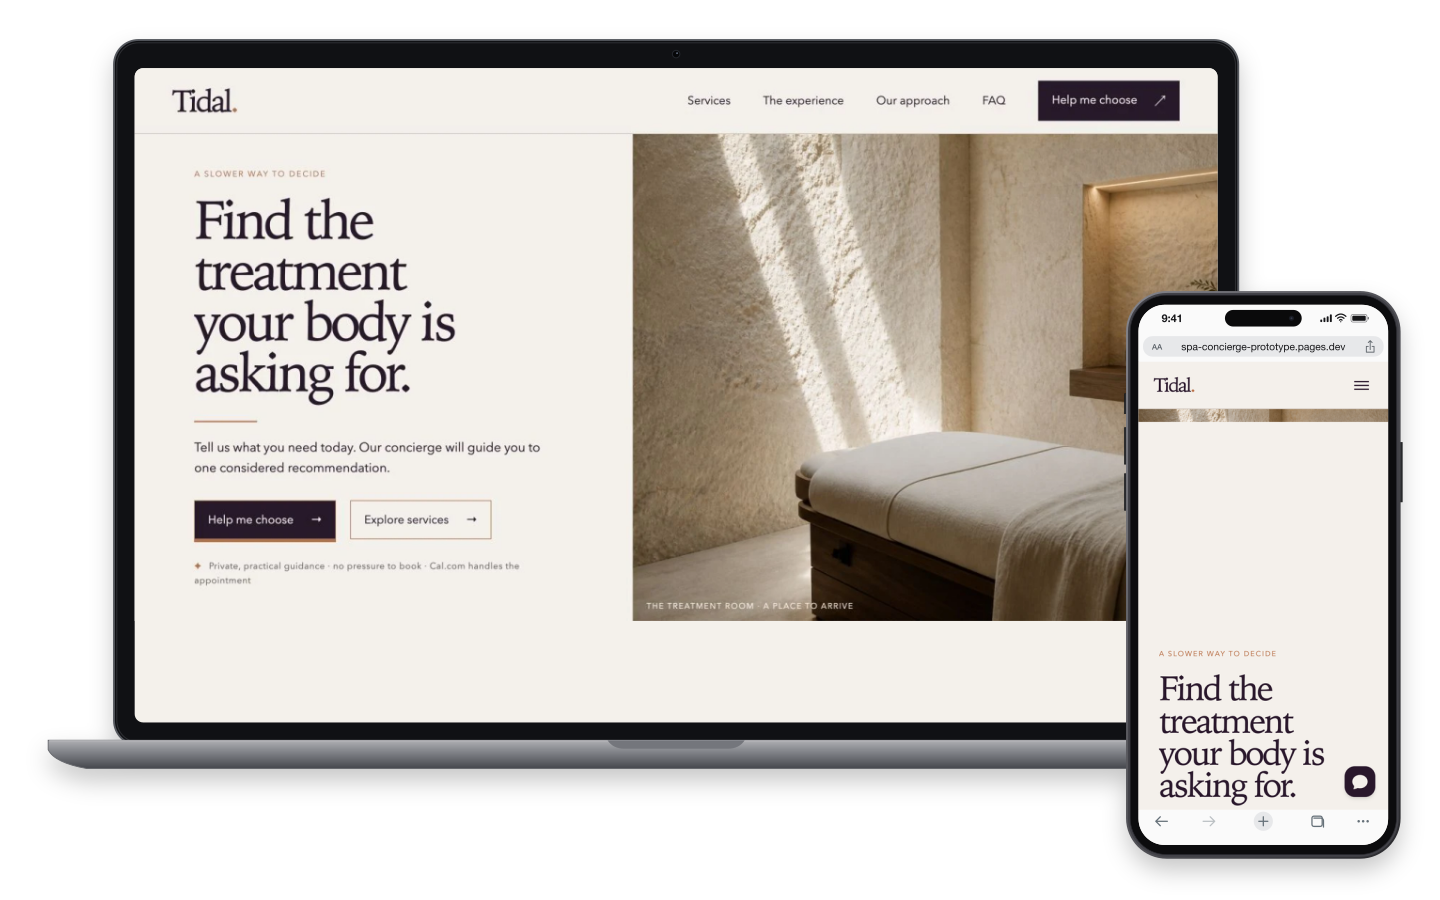 Tidal.
Services
The experience
Our approach
FAQ
Help me choose
A SLOWER WAY TO DECIDE
Find the
treatment
your body is
asking for.
Tell us what you need today. Our concierge will guide you to
one considered recommendation.
Help me choose
Explore services
Private, practical guidance · no pressure to book · Cal.com handles the
appointment
THE TREATMENT ROOM · A PLACE TO ARRIVE
9:41
AA
spa-concierge-prototype.pages.dev
Tidal.
A SLOWER WAY TO DECIDE
Find the
treatment
your body is
asking for.